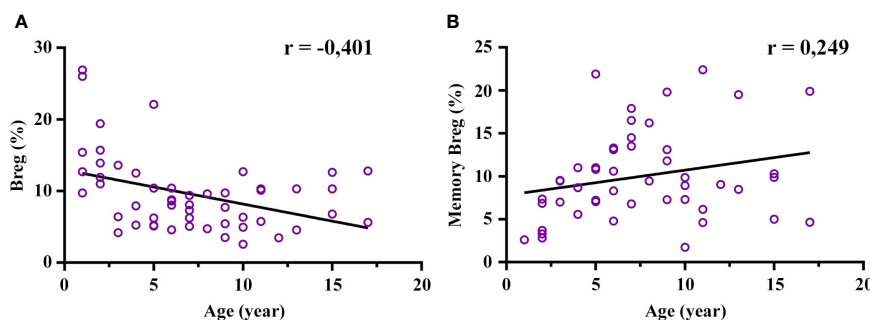 A
r = -0,401
30
20
10
0
Breg (%)
0 5 10 15 20
Age (year)
B
r = 0,249
25
20
15
10
5
0
Memory Breg (%)
0 5 10 15 20
Age (year)